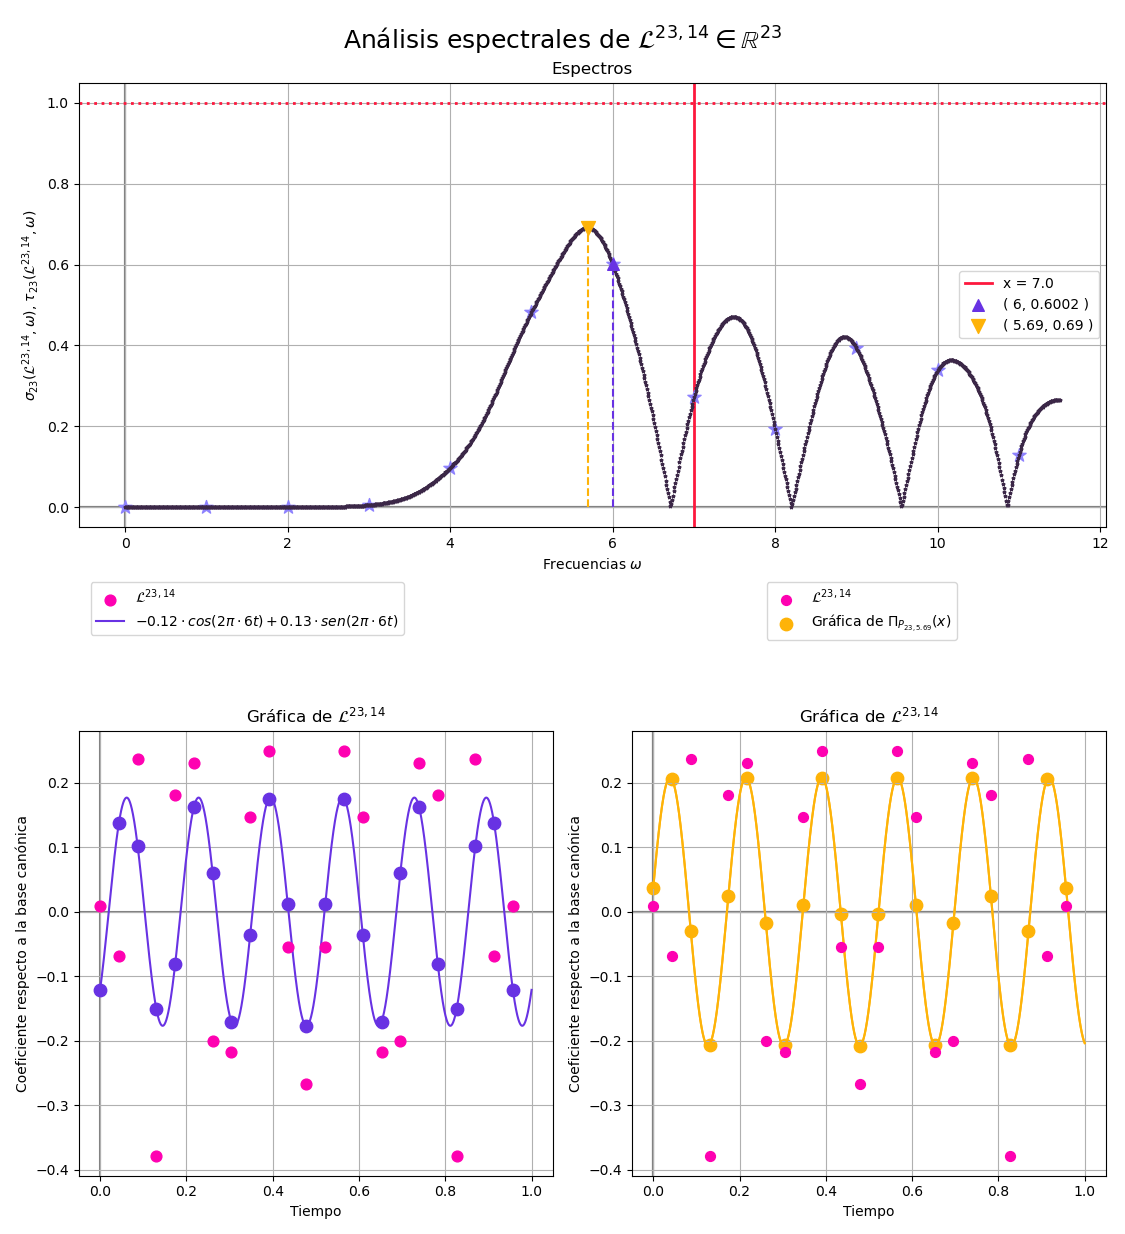 Análisis espectrales de ℒ^{23,14} ∈ ℝ^{23}
Espectros
σ_{23}(ℒ^{23,14}, ω), τ_{23}(ℒ^{23,14}, ω)
1.0
0.8
0.6
0.4
0.2
0.0
x = 7.0
( 6, 0.6002 )
( 5.69, 0.69 )
0 2 4 6 8 10 12
Frecuencias ω
ℒ^{23,14}
−0.12 · cos(2π · 6t) + 0.13 · sen(2π · 6t)
ℒ^{23,14}
Gráfica de Π_{P_{23,5.69}}(x)
Gráfica de ℒ^{23,14}
Coeficiente respecto a la base canónica
0.2
0.1
0.0
−0.1
−0.2
−0.3
−0.4
0.0 0.2 0.4 0.6 0.8 1.0
Tiempo
Gráfica de ℒ^{23,14}
Coeficiente respecto a la base canónica
0.2
0.1
0.0
−0.1
−0.2
−0.3
−0.4
0.0 0.2 0.4 0.6 0.8 1.0
Tiempo